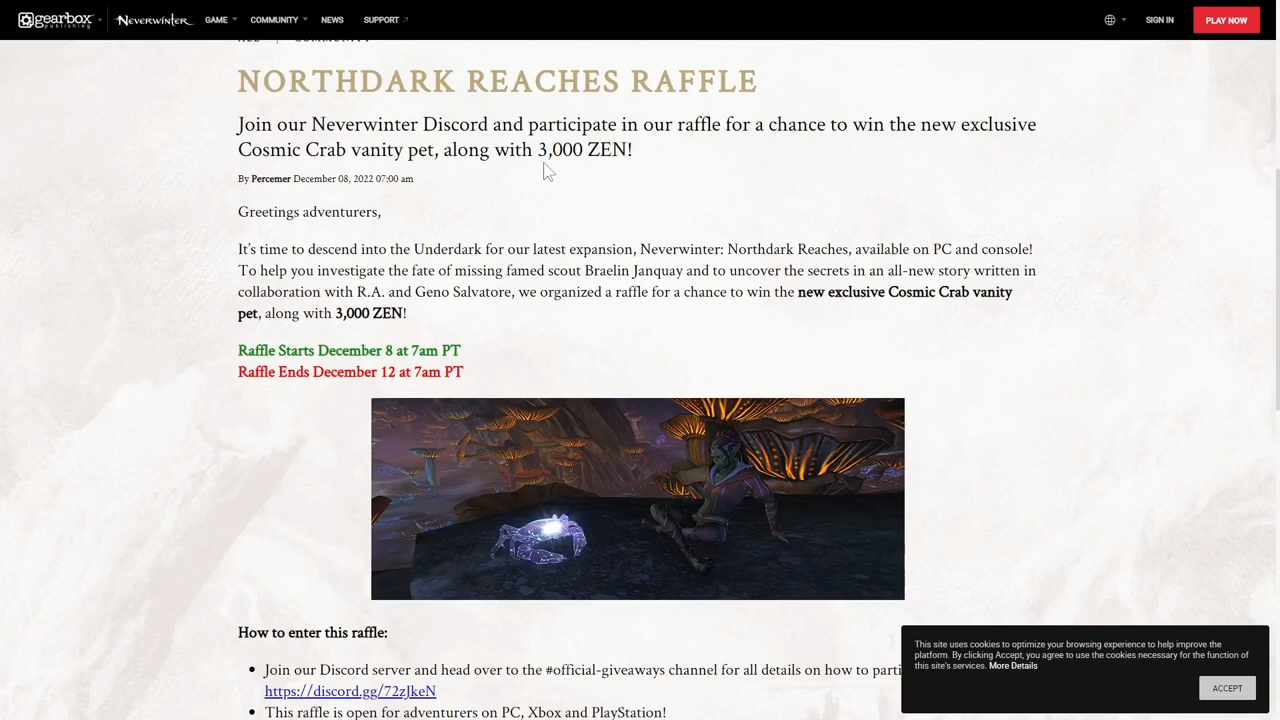 gearbox
publishing
NEVERWINTER
GAME
COMMUNITY
NEWS
SUPPORT
SIGN IN
PLAY NOW
NORTHDARK REACHES RAFFLE
Join our Neverwinter Discord and participate in our raffle for a chance to win the new exclusive
Cosmic Crab vanity pet, along with 3,000 ZEN!
By Percemer December 08, 2022 07:00 am
Greetings adventurers,
It's time to descend into the Underdark for our latest expansion, Neverwinter: Northdark Reaches, available on PC and console!
To help you investigate the fate of missing famed scout Braelin Janquay and to uncover the secrets in an all-new story written in
collaboration with R.A. and Geno Salvatore, we organized a raffle for a chance to win the new exclusive Cosmic Crab vanity
pet, along with 3,000 ZEN!
Raffle Starts December 8 at 7am PT
Raffle Ends December 12 at 7am PT
How to enter this raffle:
• Join our Discord server and head over to the #official-giveaways channel for all details on how to parti
https://discord.gg/72zJkeN
• This raffle is open for adventurers on PC, Xbox and PlayStation!
This site uses cookies to optimize your browsing experience to help improve the
platform. By clicking Accept, you agree to use the cookies necessary for the function of
this site's services. More Details
ACCEPT